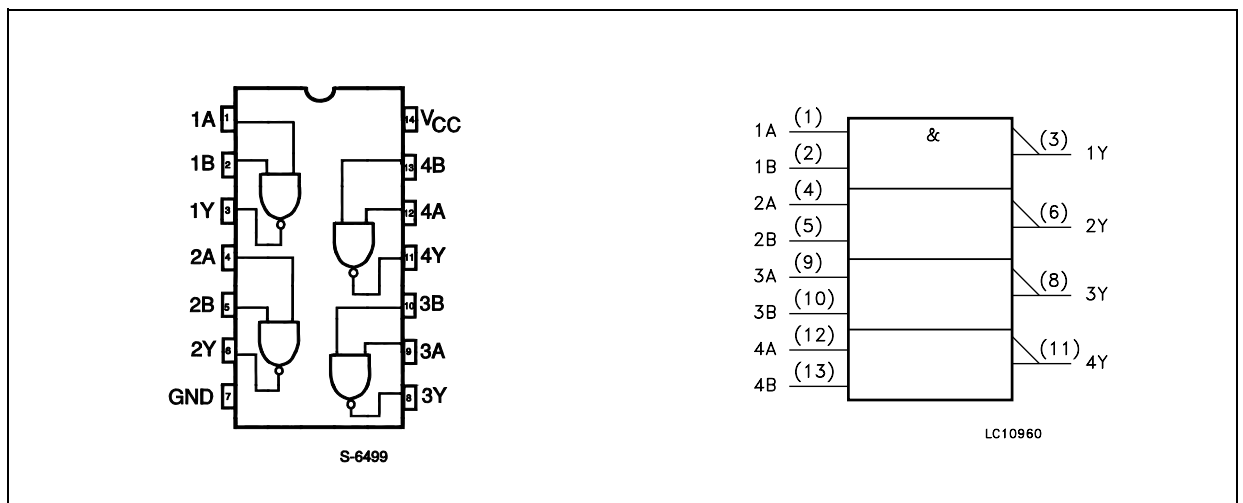 1A 1
1B 2
1Y 3
2A 4
2B 5
2Y 6
GND 7
14 VCC
13 4B
12 4A
11 4Y
10 3B
9 3A
8 3Y
S-6499
&
1A (1)
1B (2)
2A (4)
2B (5)
3A (9)
3B (10)
4A (12)
4B (13)
(3) 1Y
(6) 2Y
(8) 3Y
(11) 4Y
LC10960